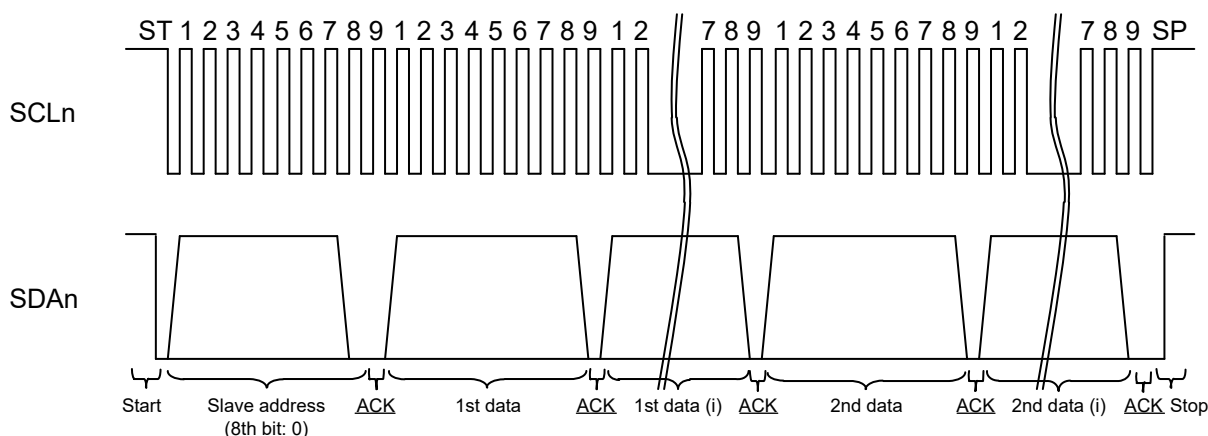 ST 1 2 3 4 5 6 7 8 9 1 2 3 4 5 6 7 8 9 1 2 7 8 9 1 2 3 4 5 6 7 8 9 1 2 7 8 9 SP
SCLn
SDAn
Start Slave address ACK 1st data ACK 1st data (i) ACK 2nd data ACK 2nd data (i) ACK Stop
(8th bit: 0)